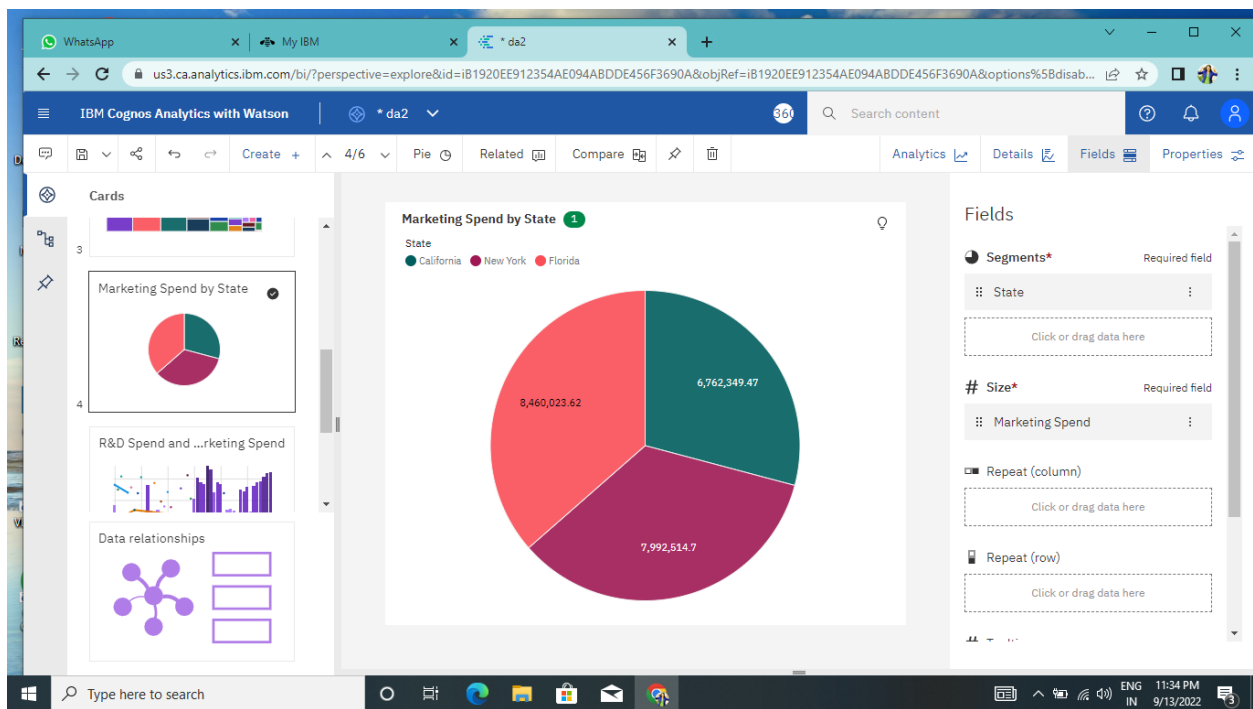 WhatsApp
My IBM
* da2
us3.ca.analytics.ibm.com/bi/?perspective=explore&id=iB1920EE912354AE094ABDDE456F3690A&objRef=iB1920EE912354AE094ABDDE456F3690A&options%5Bdisab...
IBM Cognos Analytics with Watson
* da2
360
Search content
Create +
4/6
Pie
Related
Compare
Analytics
Details
Fields
Properties
Cards
3
Marketing Spend by State
4
R&D Spend and ...rketing Spend
Data relationships
Marketing Spend by State 1
State
California New York Florida
6,762,349.47
8,460,023.62
7,992,514.7
Fields
Segments* Required field
State
Click or drag data here
# Size* Required field
Marketing Spend
Repeat (column)
Click or drag data here
Repeat (row)
Click or drag data here
Type here to search
ENG 11:34 PM
IN 9/13/2022
3